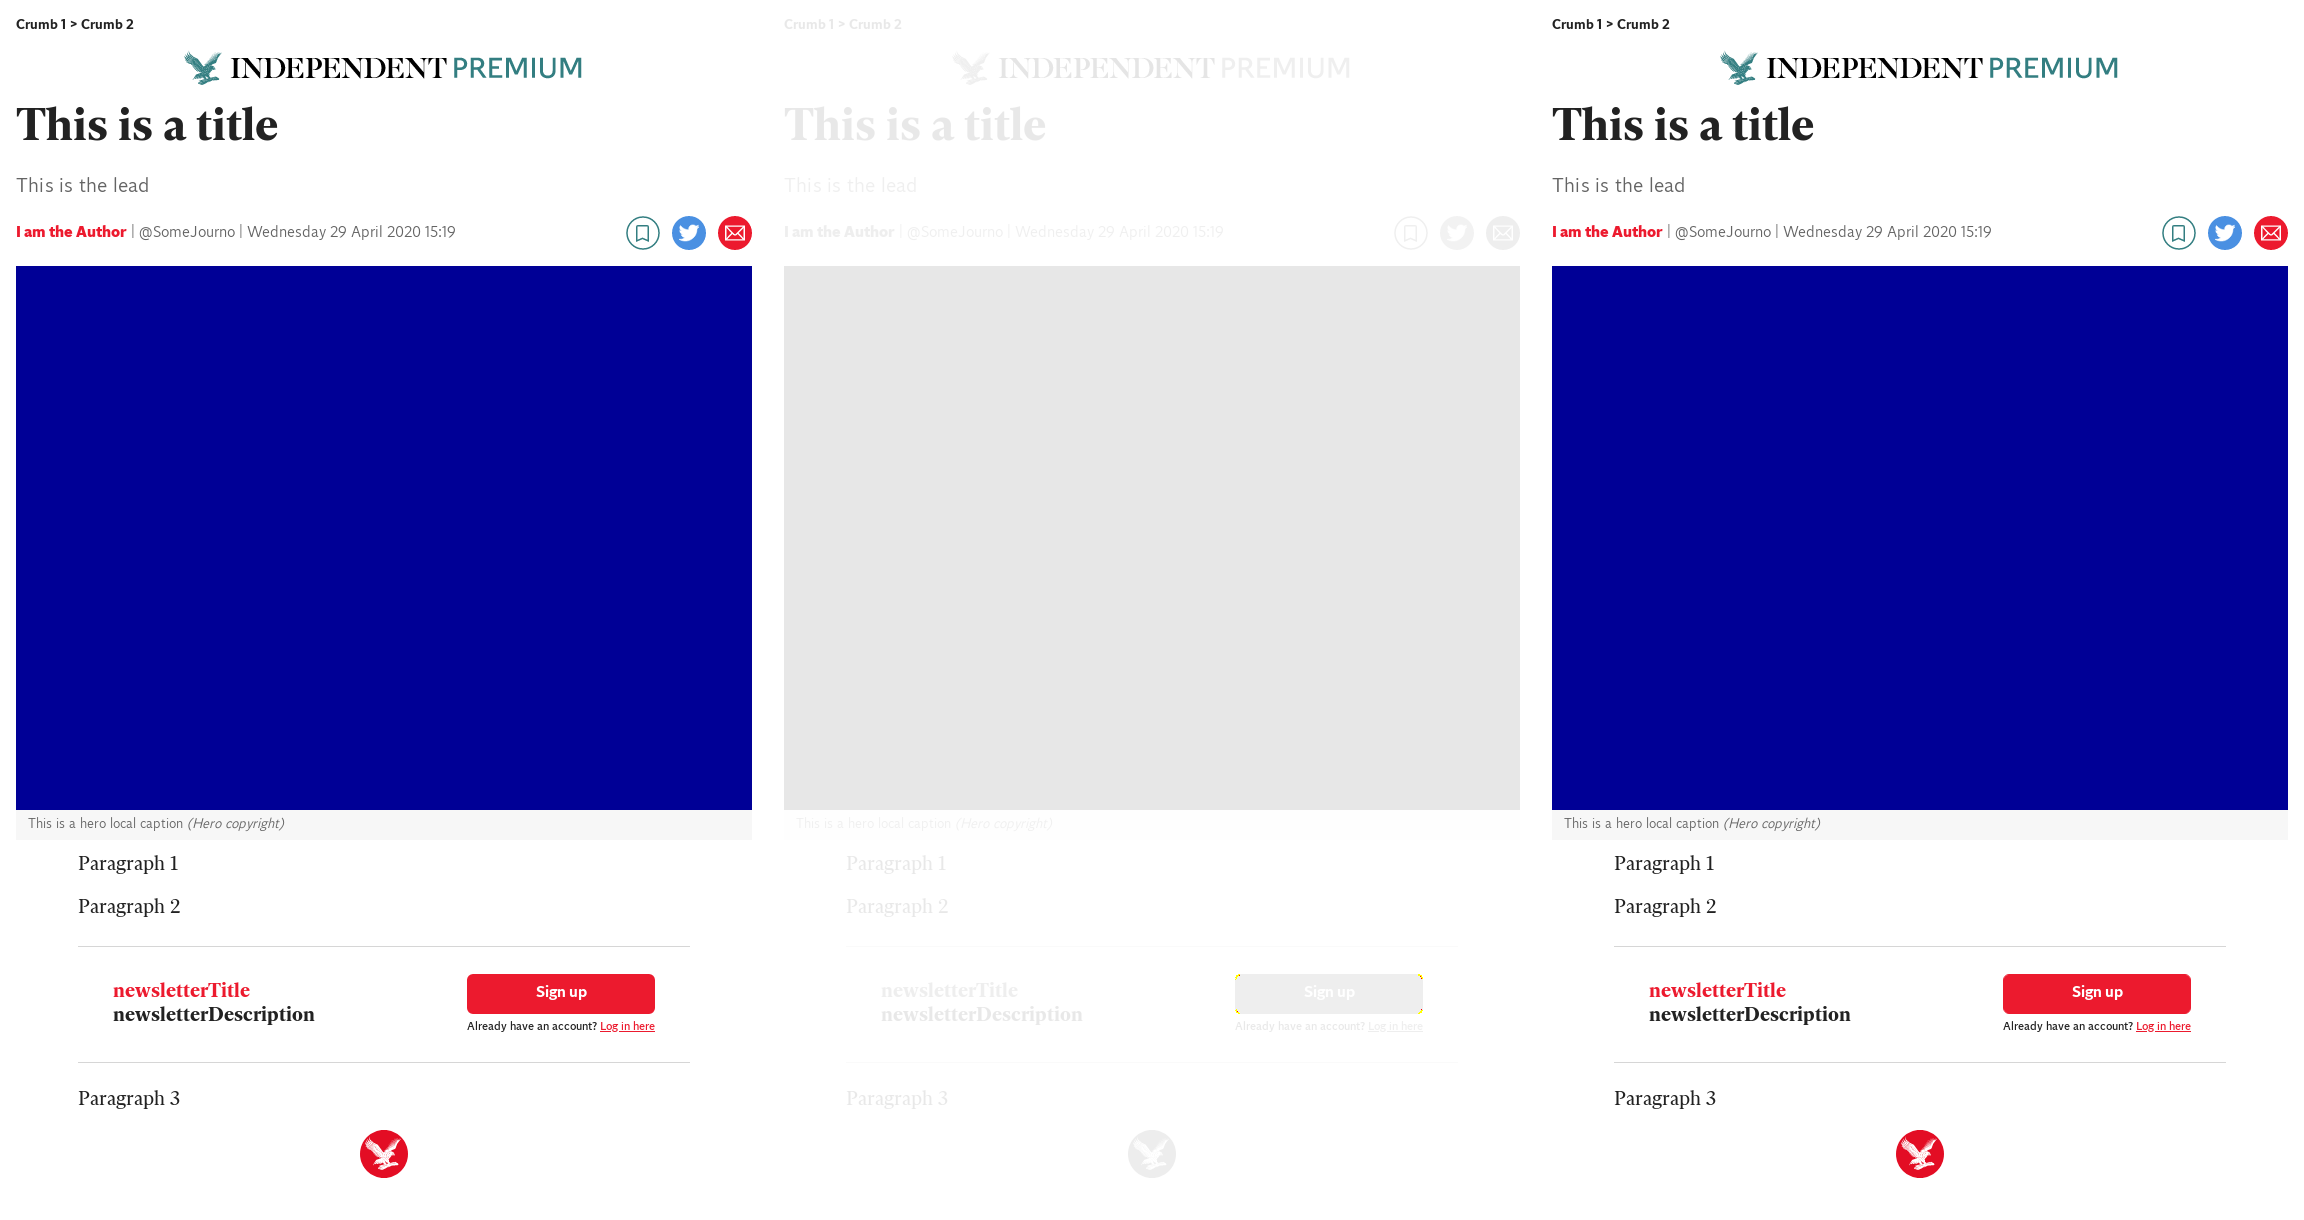 Crumb 1 > Crumb 2
INDEPENDENT PREMIUM
This is a title
This is the lead
I am the Author | @SomeJourno | Wednesday 29 April 2020 15:19
This is a hero local caption (Hero copyright)
Paragraph 1
Paragraph 2
newsletterTitle
newsletterDescription
Sign up
Already have an account? Log in here
Paragraph 3
Crumb 1 > Crumb 2
INDEPENDENT PREMIUM
This is a title
This is the lead
I am the Author | @SomeJourno | Wednesday 29 April 2020 15:19
This is a hero local caption (Hero copyright)
Paragraph 1
Paragraph 2
newsletterTitle
newsletterDescription
Sign up
Already have an account? Log in here
Paragraph 3
Crumb 1 > Crumb 2
INDEPENDENT PREMIUM
This is a title
This is the lead
I am the Author | @SomeJourno | Wednesday 29 April 2020 15:19
This is a hero local caption (Hero copyright)
Paragraph 1
Paragraph 2
newsletterTitle
newsletterDescription
Sign up
Already have an account? Log in here
Paragraph 3